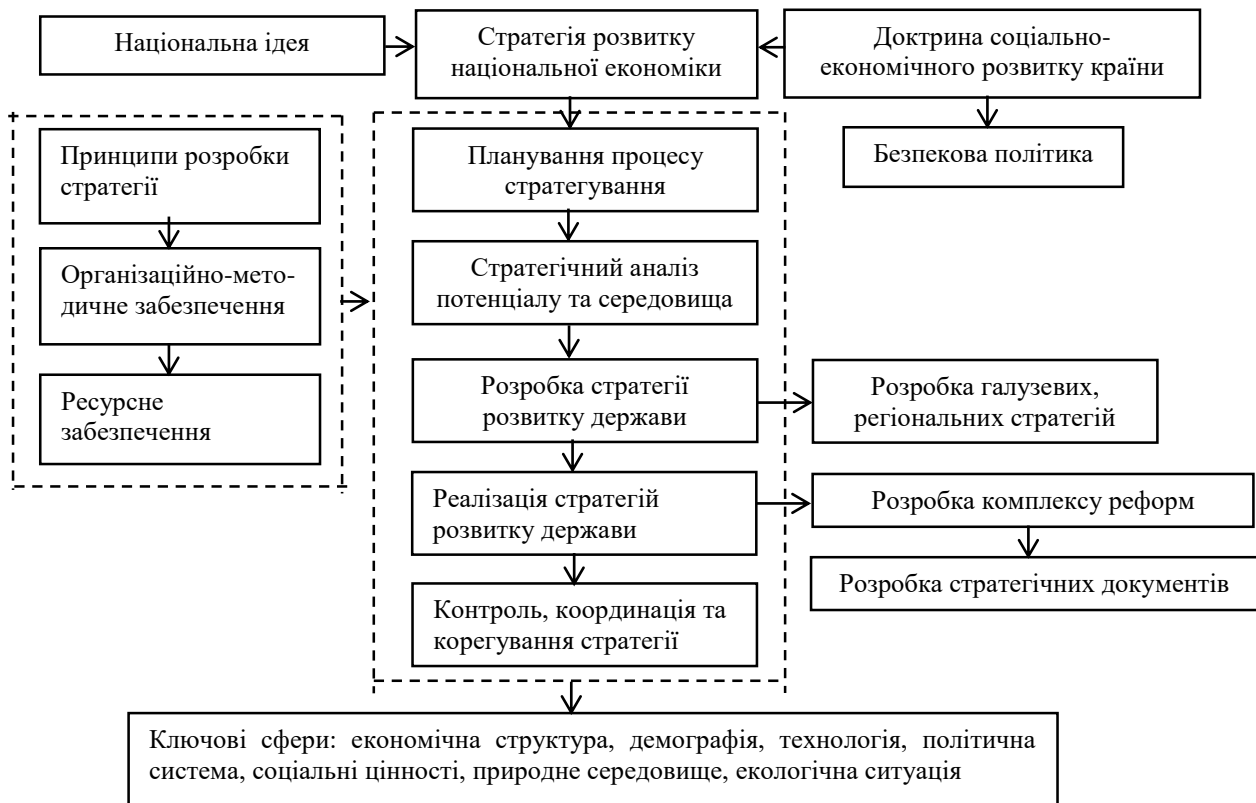 Національна ідея
Стратегія розвитку
національної економіки
Доктрина соціально-
економічного розвитку країни
Безпекова політика
Принципи розробки
стратегії
Організаційно-мето-
дичне забезпечення
Ресурсне
забезпечення
Планування процесу
стратегування
Стратегічний аналіз
потенціалу та середовища
Розробка стратегії
розвитку держави
Розробка галузевих,
регіональних стратегій
Реалізація стратегій
розвитку держави
Розробка комплексу реформ
Розробка стратегічних документів
Контроль, координація та
корегування стратегії
Ключові сфери: економічна структура, демографія, технологія, політична
система, соціальні цінності, природне середовище, екологічна ситуація